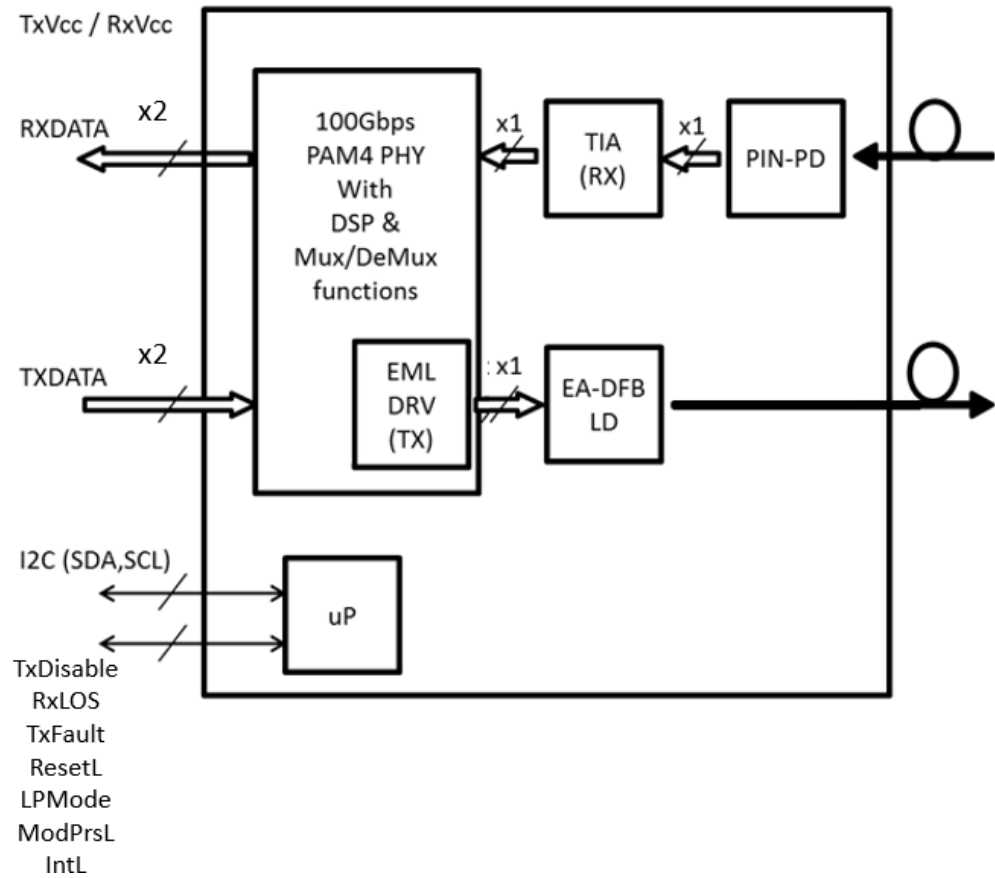 TxVcc / RxVcc
RXDATA
x2
100Gbps
PAM4 PHY
With
DSP &
Mux/DeMux
functions
x1
TIA
(RX)
x1
PIN-PD
TXDATA
x2
EML
DRV
(TX)
: x1
EA-DFB
LD
I2C (SDA,SCL)
uP
TxDisable
RxLOS
TxFault
ResetL
LPMode
ModPrsL
IntL